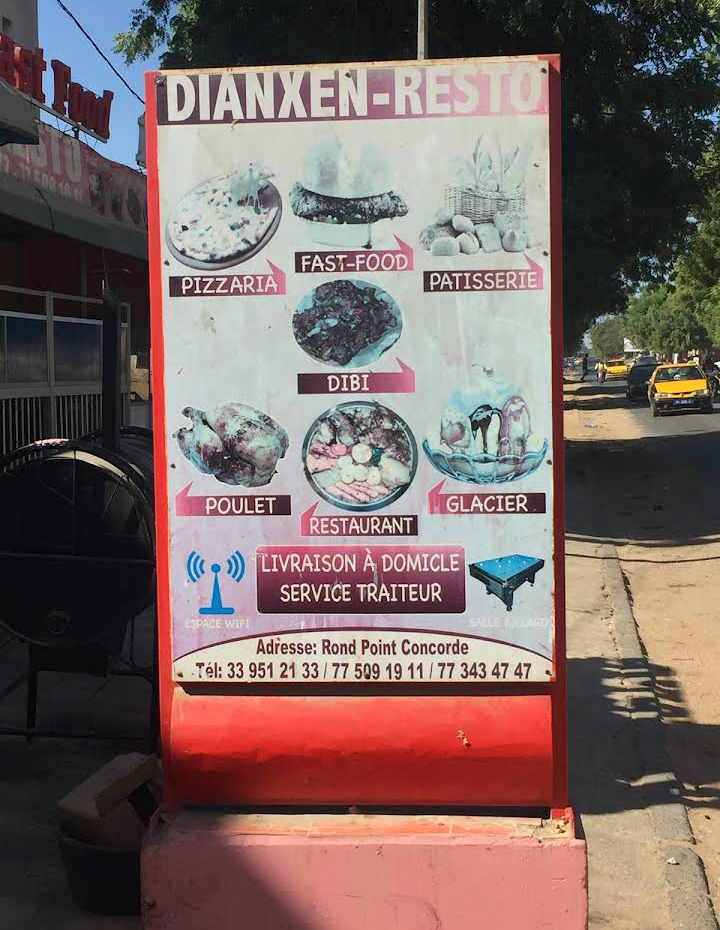 Fast Food
DIANXEN-RESTO
PIZZARIA
FAST-FOOD
PATISSERIE
DIBI
POULET
RESTAURANT
GLACIER
LIVRAISON À DOMICLE
SERVICE TRAITEUR
ESPACE WIFI
SALLE BILLARD
Adresse: Rond Point Concorde
Tél: 33 951 21 33 / 77 509 19 11 / 77 343 47 47